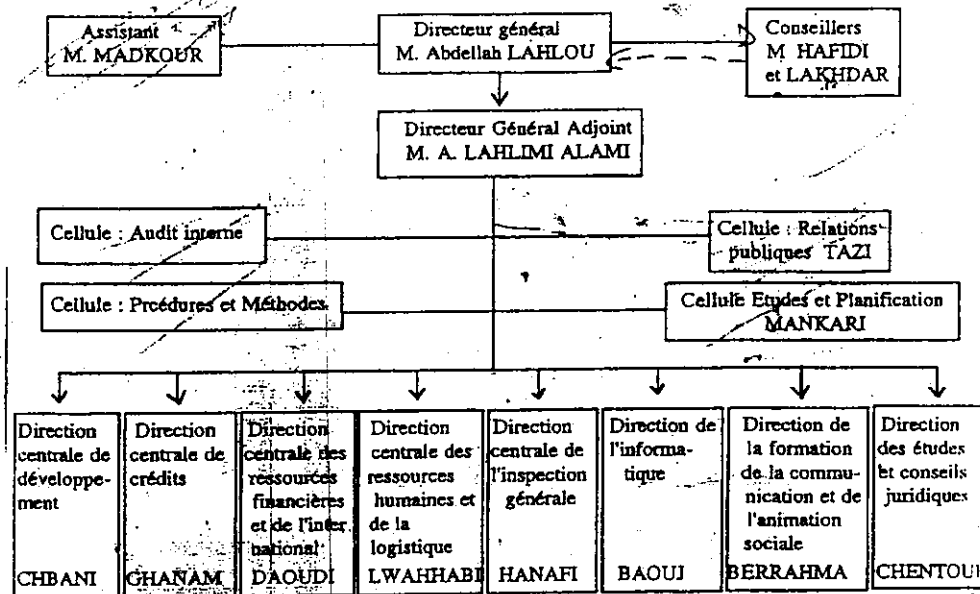 Assistant
M. MADKOUR
Directeur général
M. Abdellah LAHLOU
Conseillers
M HAFIDI
et LAKHDAR
Directeur Général Adjoint
M. A. LAHLIMI ALAMI
Cellule : Audit interne
Cellule : Relations
publiques TAZI
Cellule : Prcédures et Méthodes
Cellule Etudes et Planification
MANKARI
Direction
centrale de
développe-
ment
CHBANI
Direction
centrale de
crédits
GHANAM
Direction
centrale des
ressources
financières
et de l'inter
national
DAOUDI
Direction
centrale des
ressources
humaines et
de la
logistique
LWAHHABI
Direction
centrale de
l'inspection
générale
HANAFI
Direction de
l'informa-
tique
BAOUJ
Direction de
la formation
de la commu-
nication et de
l'animation
sociale
BERRAHMA
Direction
des études
et conseils
juridiques
CHENTOUF